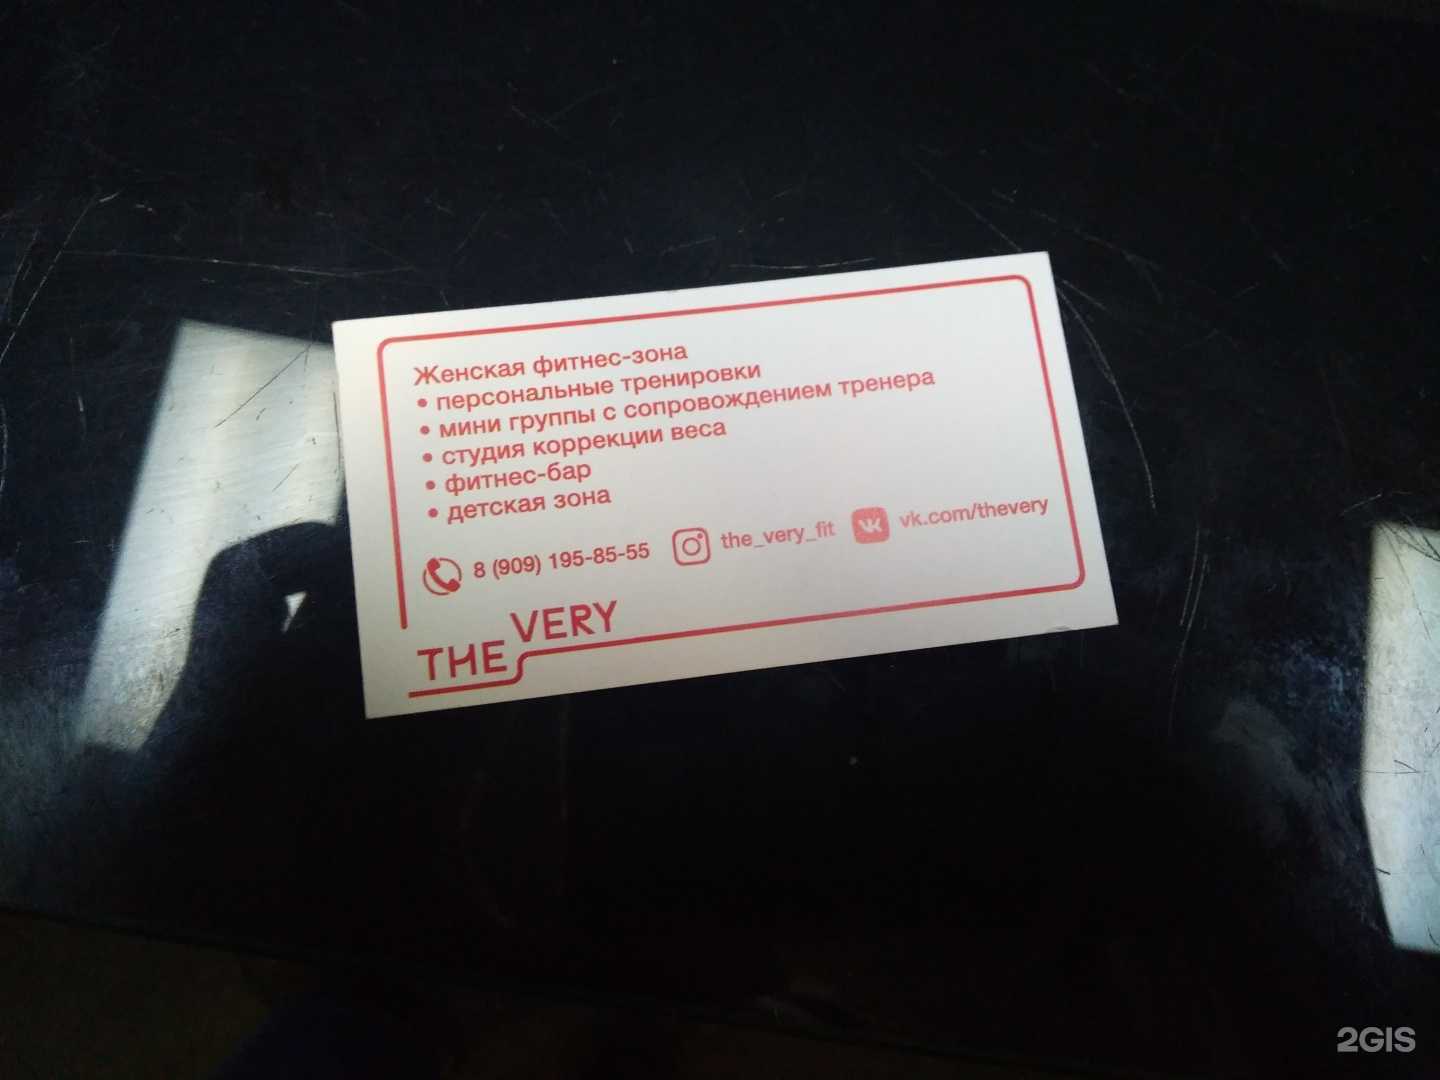 Женская фитнес-зона
• персональные тренировки
• мини группы с сопровождением тренера
• студия коррекции веса
• фитнес-бар
• детская зона
8 (909) 195-85-55 the_very_fit vk.com/thevery
THE VERY
2GIS